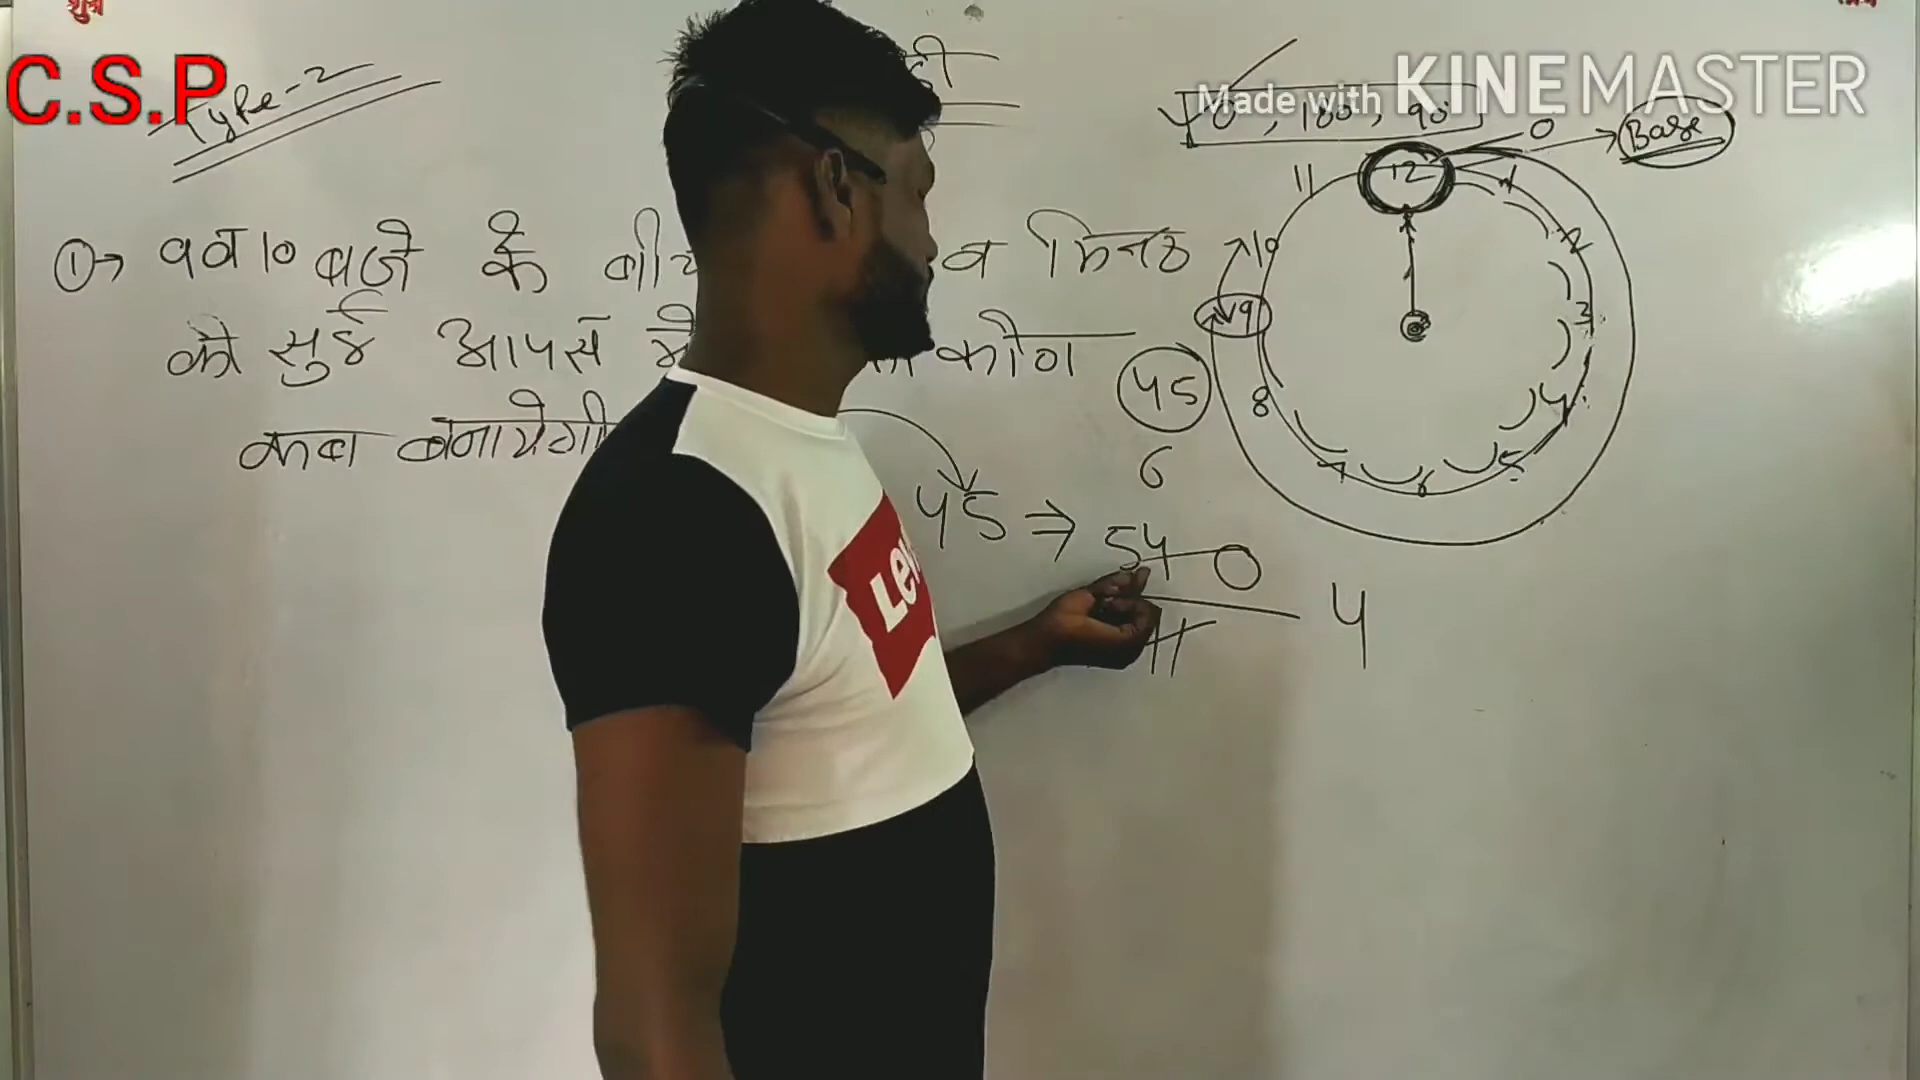 C.S.P
Type-2
Made with KINEMASTER
0, 180, 90
0
Base
① → 9 व 10 बजे के व मिनट
की सुई आपस में कोण
कब बनायेगी
12
11 1
10 2
9 3
8 4
7 6 5
45
6
45 ⇒ 540
11
4